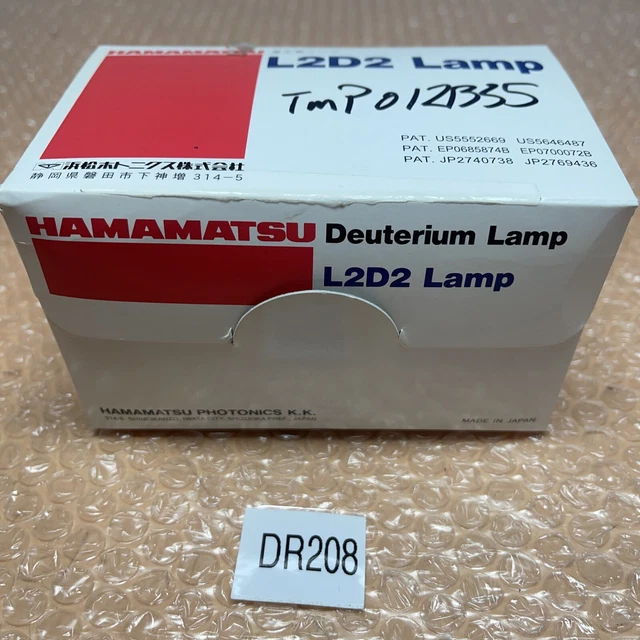 HAMAMATSU
L2D2 Lamp
TmP012B35
PAT. US5552669 US5646487
PAT. EP0685874B EP0700072B
PAT. JP2740738 JP2769436
浜松ホトニクス株式会社
静岡県磐田市下神増 314-5
HAMAMATSU Deuterium Lamp
L2D2 Lamp
HAMAMATSU PHOTONICS K.K.
MADE IN JAPAN
DR208